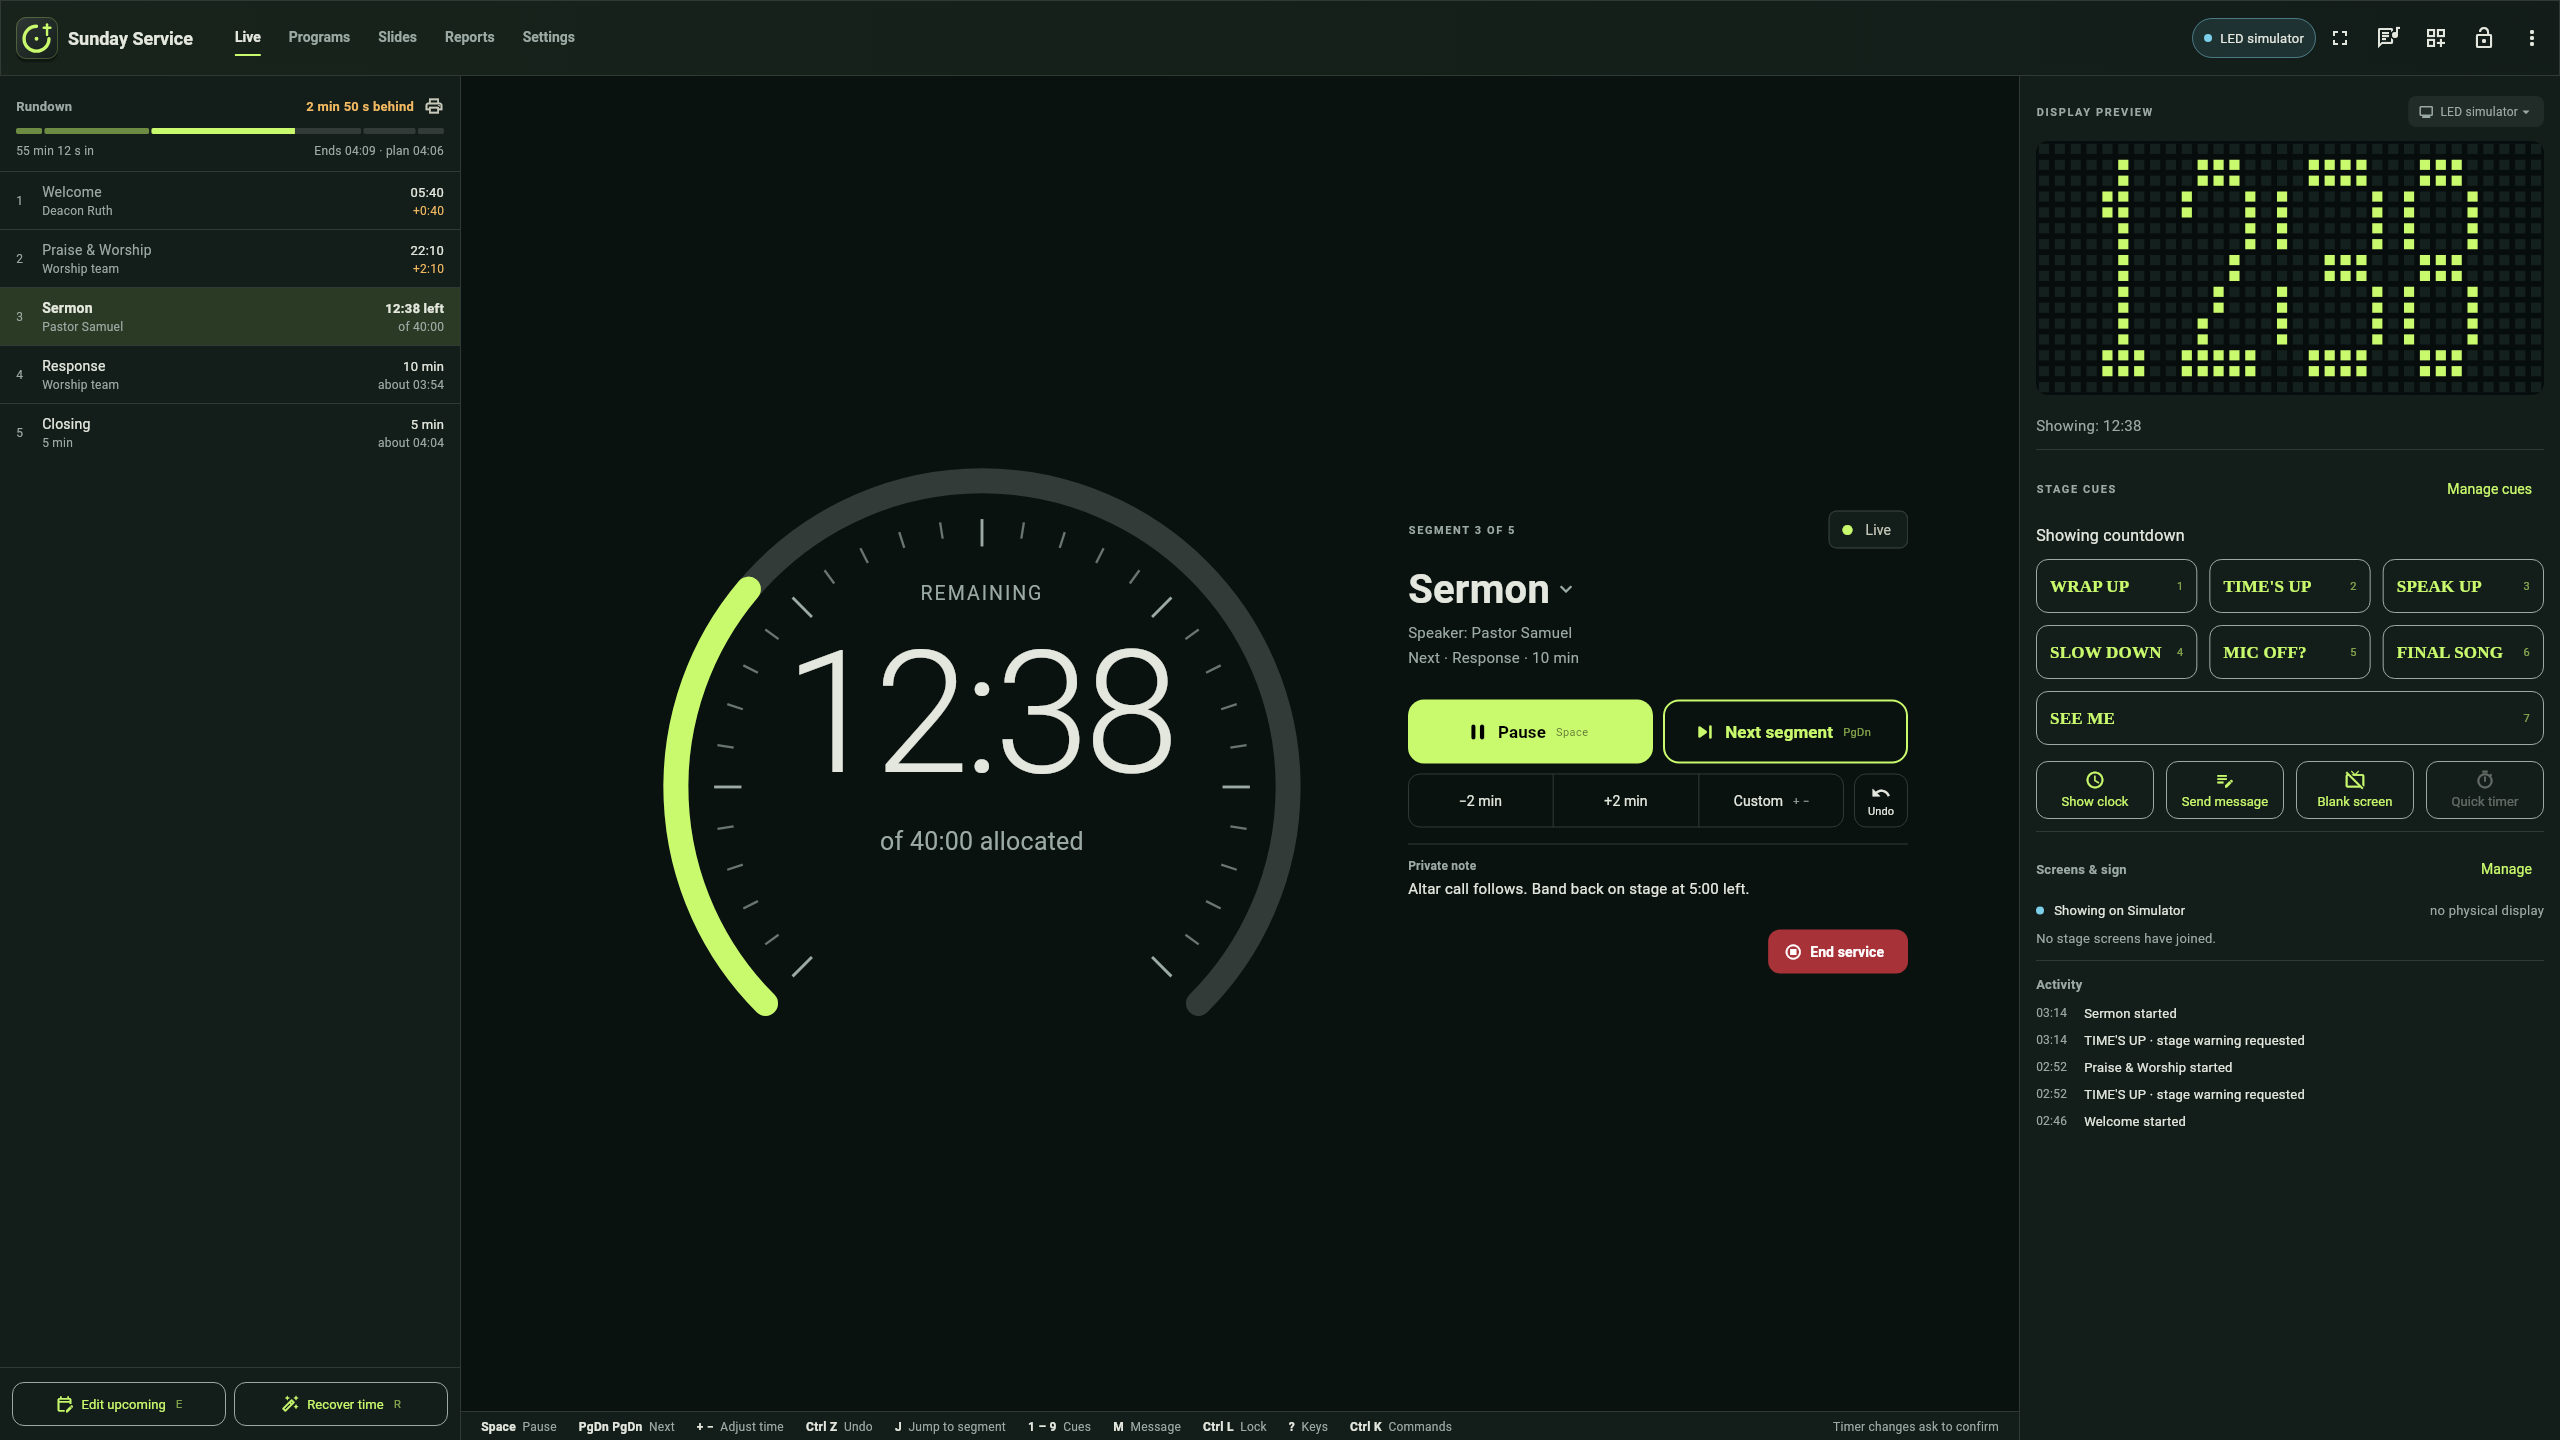 Sunday Service
Live Programs Slides Reports Settings
LED simulator
Rundown 2 min 50 s behind
55 min 12 s in Ends 04:09 · plan 04:06
1 Welcome 05:40
Deacon Ruth +0:40
2 Praise & Worship 22:10
Worship team +2:10
3 Sermon 12:38 left
Pastor Samuel of 40:00
4 Response 10 min
Worship team about 03:54
5 Closing 5 min
5 min about 04:04
Edit upcoming E Recover time R
REMAINING
12:38
of 40:00 allocated
SEGMENT 3 OF 5 Live
Sermon
Speaker: Pastor Samuel
Next · Response · 10 min
Pause Space Next segment PgDn
−2 min +2 min Custom + − Undo
Private note
Altar call follows. Band back on stage at 5:00 left.
End service
Space Pause PgDn PgDn Next + − Adjust time Ctrl Z Undo J Jump to segment 1 – 9 Cues M Message Ctrl L Lock ? Keys Ctrl K Commands Timer changes ask to confirm
DISPLAY PREVIEW LED simulator
12:38
Showing: 12:38
STAGE CUES Manage cues
Showing countdown
WRAP UP 1 TIME'S UP 2 SPEAK UP 3
SLOW DOWN 4 MIC OFF? 5 FINAL SONG 6
SEE ME 7
Show clock Send message Blank screen Quick timer
Screens & sign Manage
Showing on Simulator no physical display
No stage screens have joined.
Activity
03:14 Sermon started
03:14 TIME'S UP · stage warning requested
02:52 Praise & Worship started
02:52 TIME'S UP · stage warning requested
02:46 Welcome started